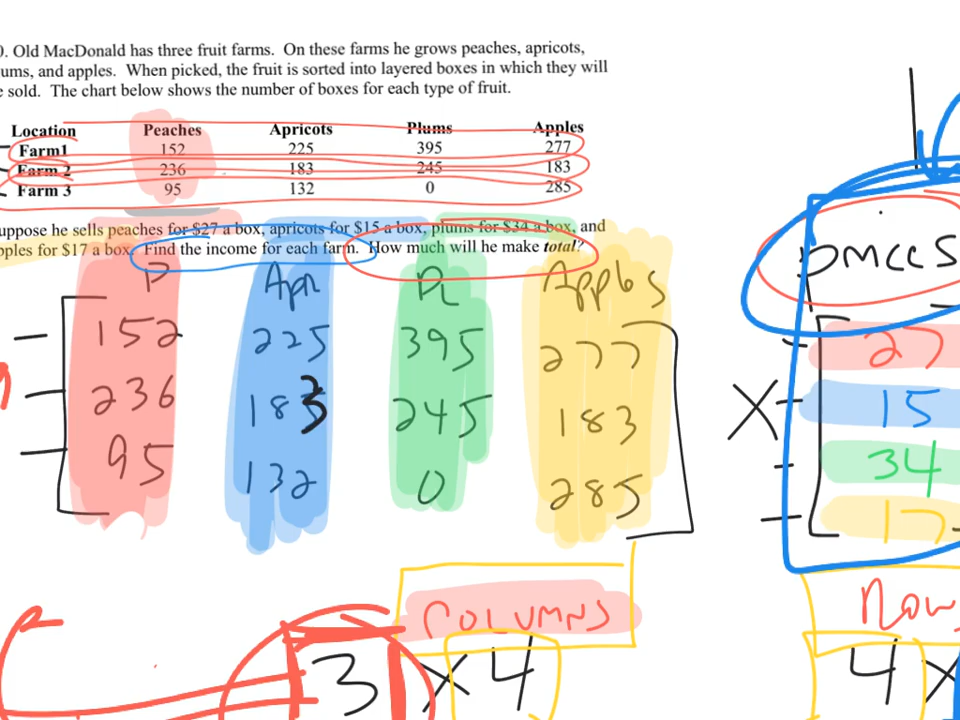 0. Old MacDonald has three fruit farms. On these farms he grows peaches, apricots,
ums, and apples. When picked, the fruit is sorted into layered boxes in which they will
e sold. The chart below shows the number of boxes for each type of fruit.
Location Peaches Apricots Plums Apples
Farm1 152 225 395 277
Farm 2 236 183 245 183
Farm 3 95 132 0 285
uppose he sells peaches for $27 a box, apricots for $15 a box, plums for $34 a box, and
pples for $17 a box. Find the income for each farm. How much will he make total?
P Apr PL Apples
152 225 395 277
236 183 245 183
95 132 0 285
X
27
15
34
17
COLUMNS
3 X 4
4 X